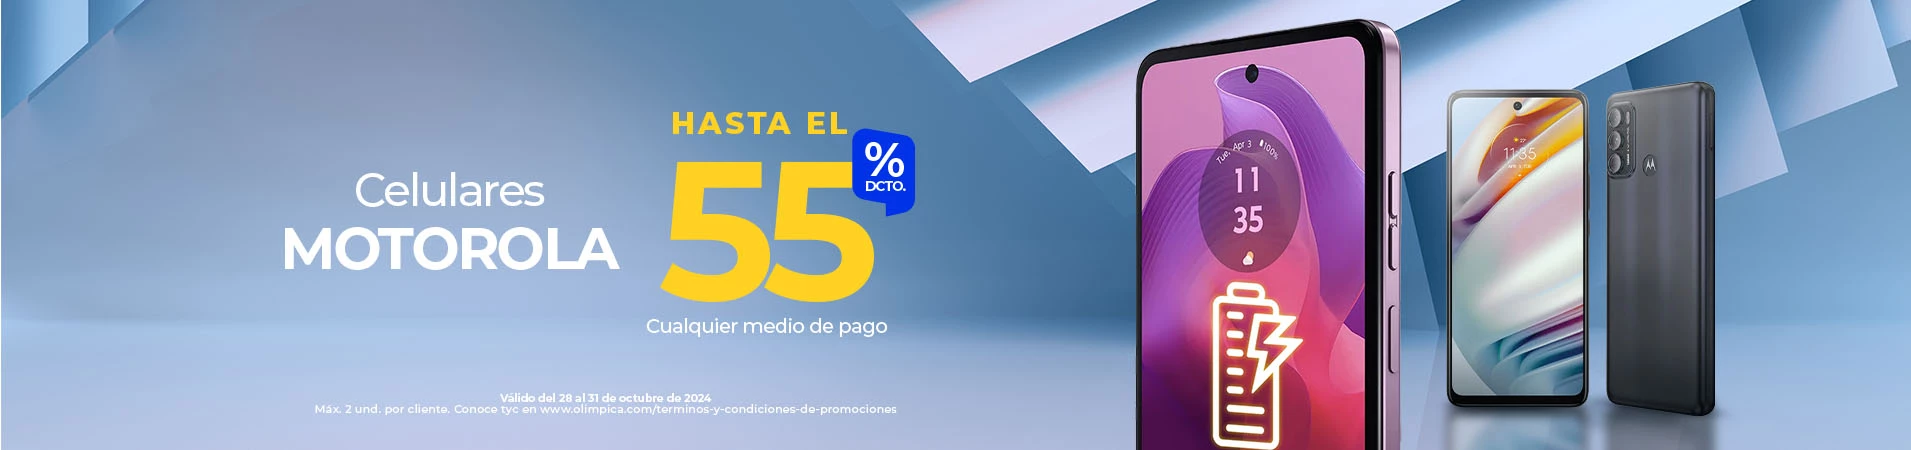 Celulares
MOTOROLA
HASTA EL
55
%
DCTO.
Cualquier medio de pago
Válido del 28 al 31 de octubre de 2024
Máx. 2 und. por cliente. Conoce tyc en www.olimpica.com/terminos-y-condiciones-de-promociones
Tue, Apr 3 100%
11
35
11:35